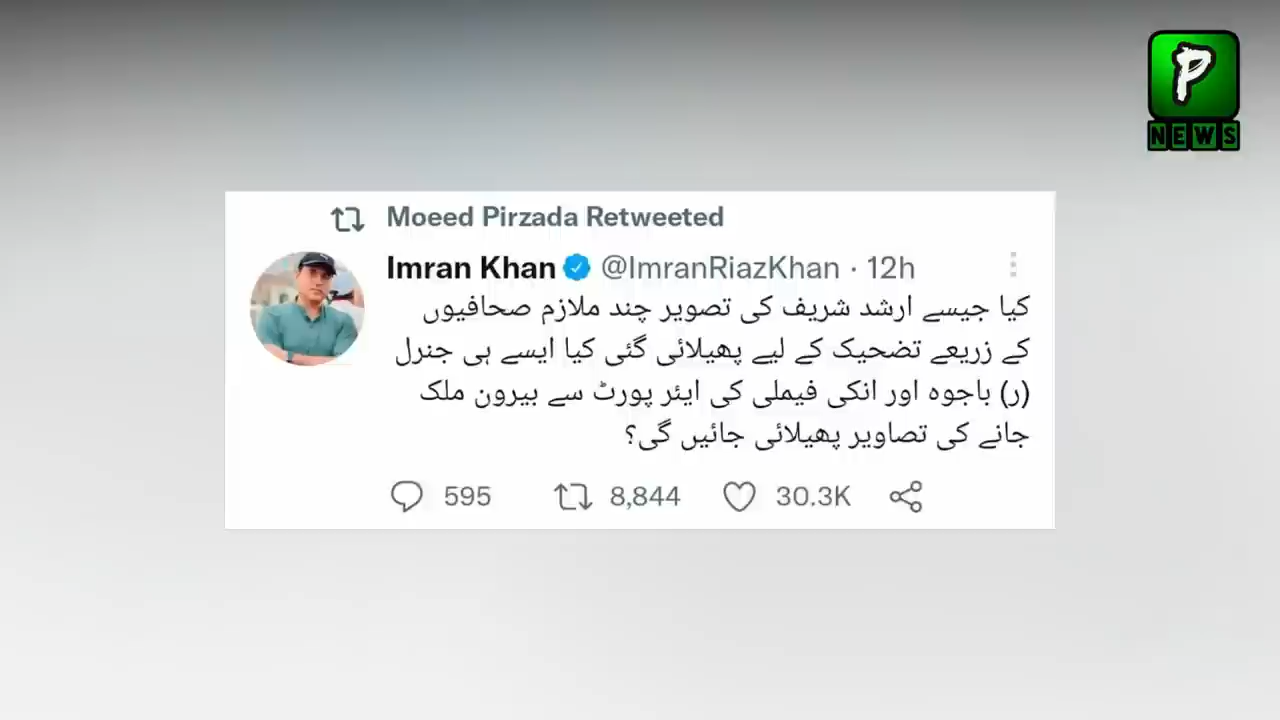 P
NEWS
Moeed Pirzada Retweeted
Imran Khan @ImranRiazKhan · 12h
کیا جیسے ارشد شریف کی تصویر چند ملازم صحافیوں
کے زریعے تضحیک کے لیے پھیلائی گئی کیا ایسے ہی جنرل
(ر) باجوہ اور انکی فیملی کی ایئر پورٹ سے بیرون ملک
جانے کی تصاویر پھیلائی جائیں گی؟
595 8,844 30.3K